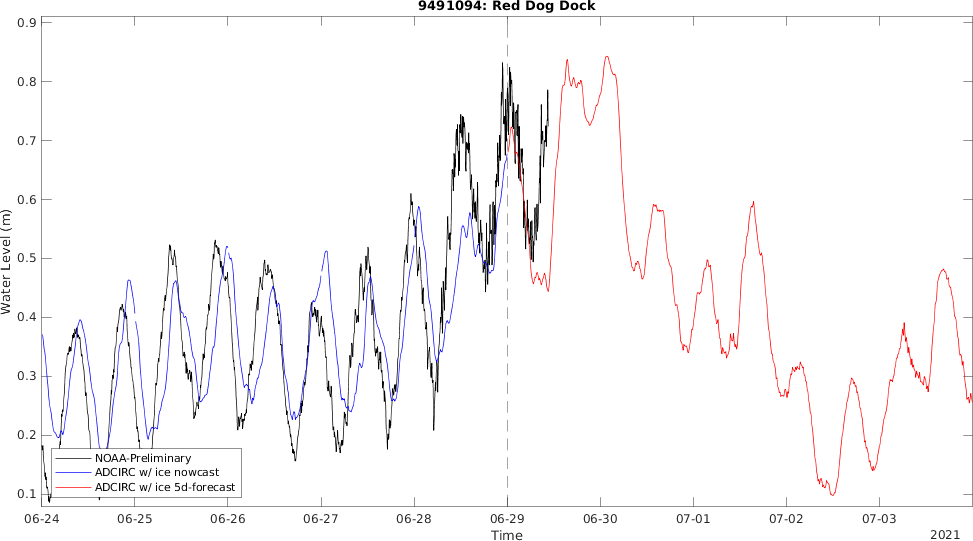 9491094: Red Dog Dock
Water Level (m)
0.9
0.8
0.7
0.6
0.5
0.4
0.3
0.2
0.1
NOAA-Preliminary
ADCIRC w/ ice nowcast
ADCIRC w/ ice 5d-forecast
06-24 06-25 06-26 06-27 06-28 06-29 06-30 07-01 07-02 07-03
Time
2021